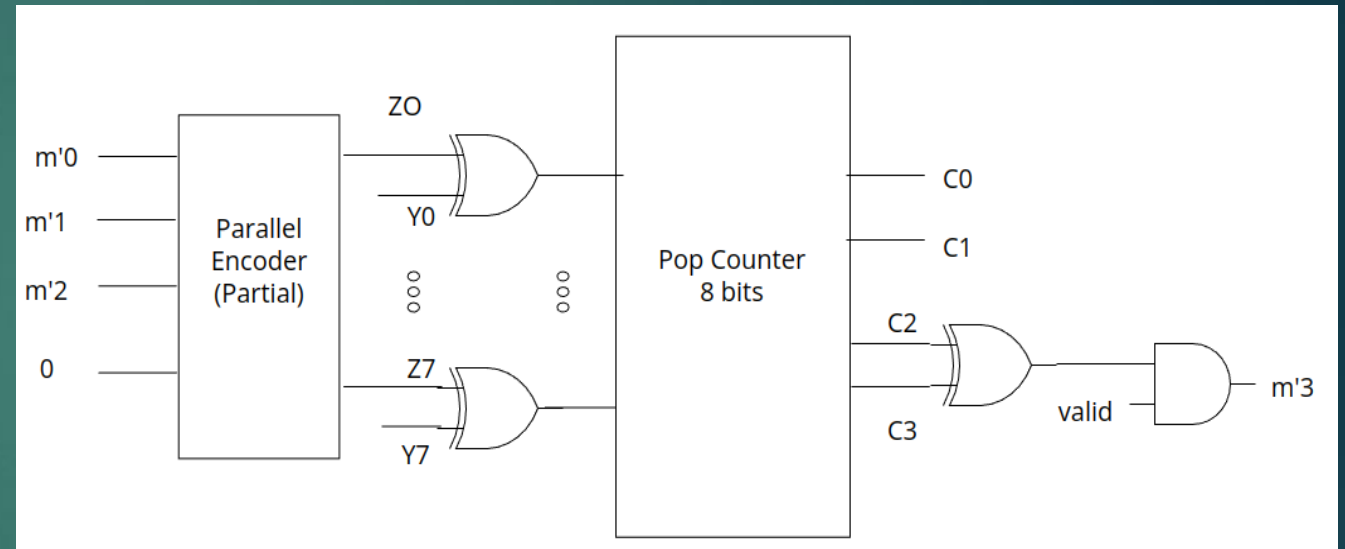 m'0
m'1
m'2
0
Parallel
Encoder
(Partial)
ZO
Y0
Z7
Y7
Pop Counter
8 bits
C0
C1
C2
C3
valid
m'3